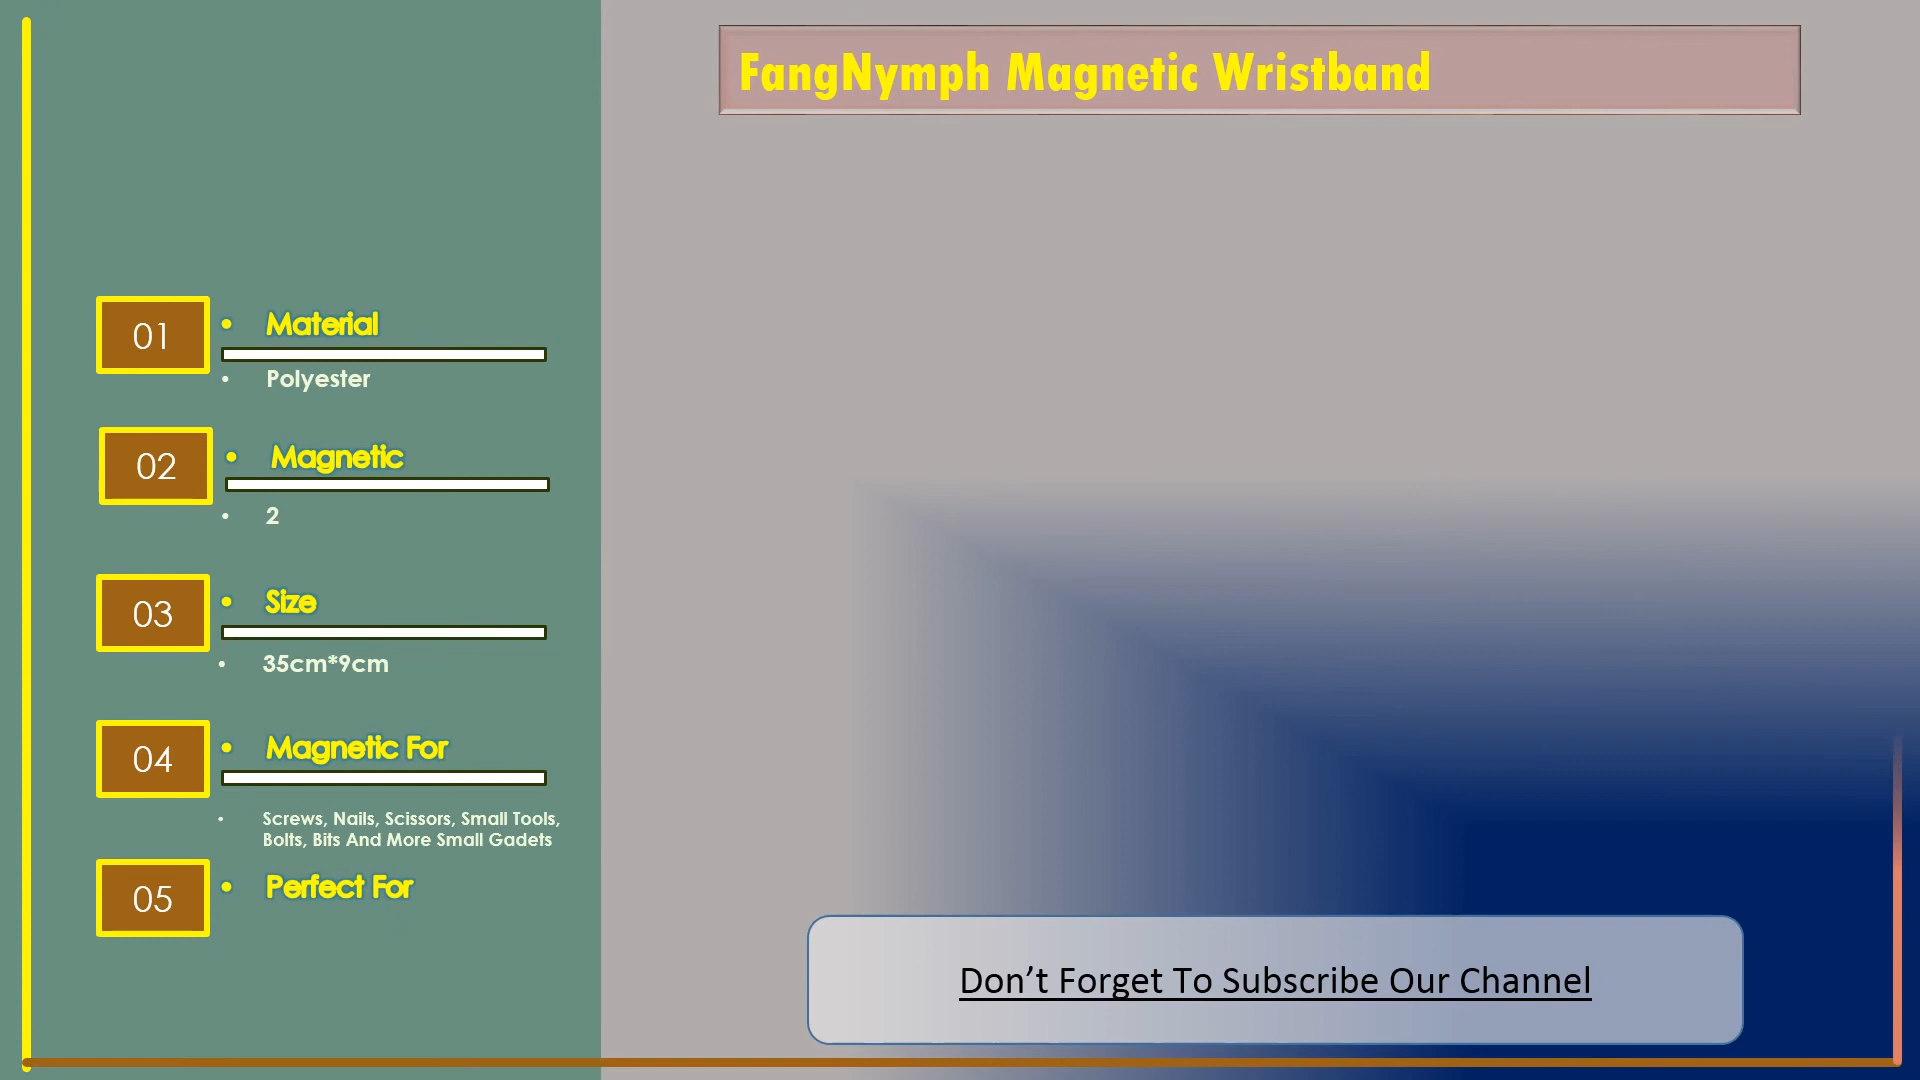 FangNymph Magnetic Wristband
01
• Material
• Polyester
02
• Magnetic
• 2
03
• Size
• 35cm*9cm
04
• Magnetic For
• Screws, Nails, Scissors, Small Tools,
Bolts, Bits And More Small Gadets
05
• Perfect For
Don’t Forget To Subscribe Our Channel